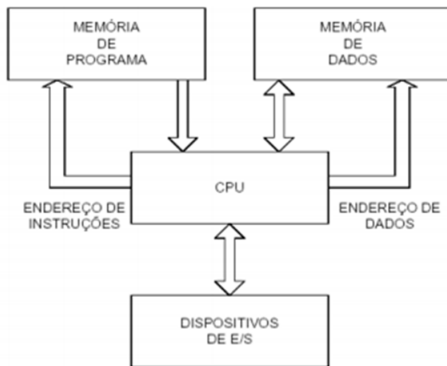 MEMÓRIA
DE
PROGRAMA
MEMÓRIA
DE
DADOS
CPU
ENDEREÇO DE
INSTRUÇÕES
ENDEREÇO DE
DADOS
DISPOSITIVOS
DE E/S